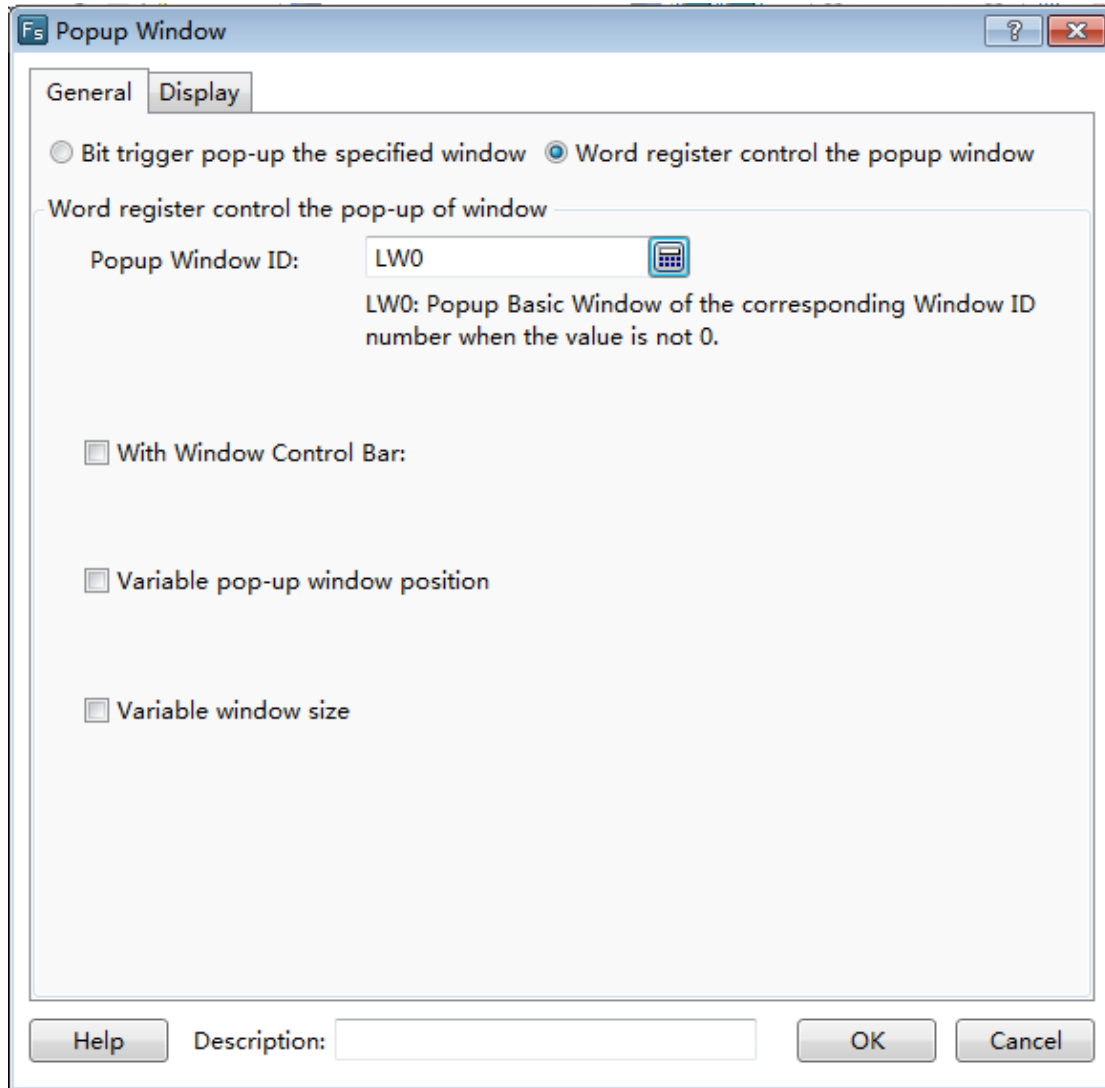 Fs Popup Window
General Display
Bit trigger pop-up the specified window Word register control the popup window
Word register control the pop-up of window
Popup Window ID: LW0
LW0: Popup Basic Window of the corresponding Window ID
number when the value is not 0.
With Window Control Bar:
Variable pop-up window position
Variable window size
Help Description: OK Cancel